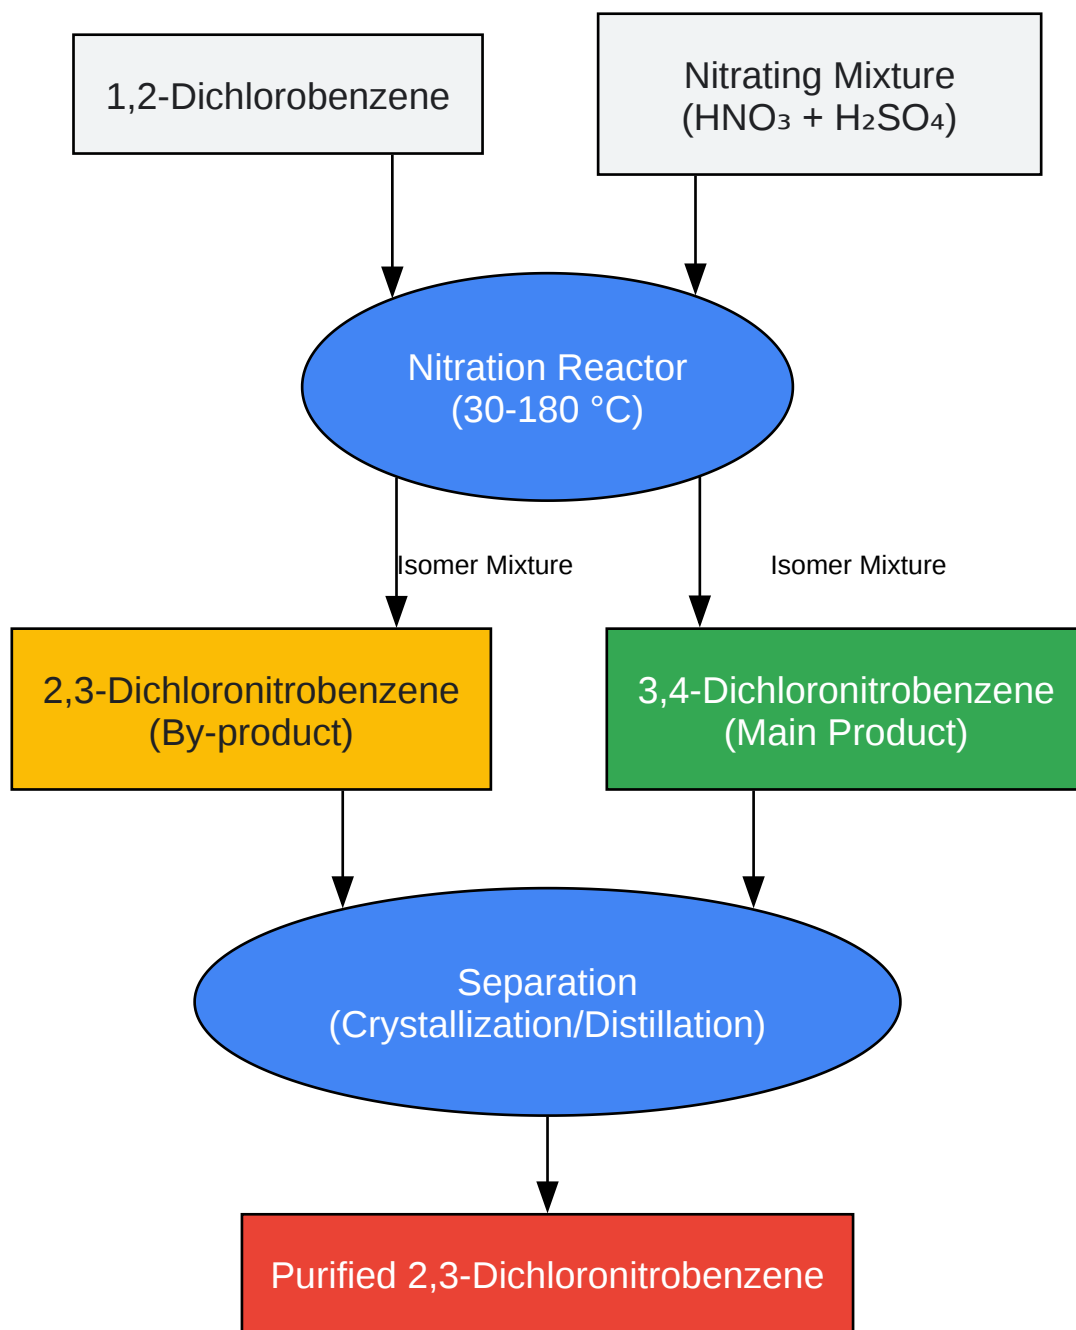 1,2-Dichlorobenzene
Nitrating Mixture
(HNO₃ + H₂SO₄)
Nitration Reactor
(30-180 °C)
Isomer Mixture
Isomer Mixture
2,3-Dichloronitrobenzene
(By-product)
3,4-Dichloronitrobenzene
(Main Product)
Separation
(Crystallization/Distillation)
Purified 2,3-Dichloronitrobenzene